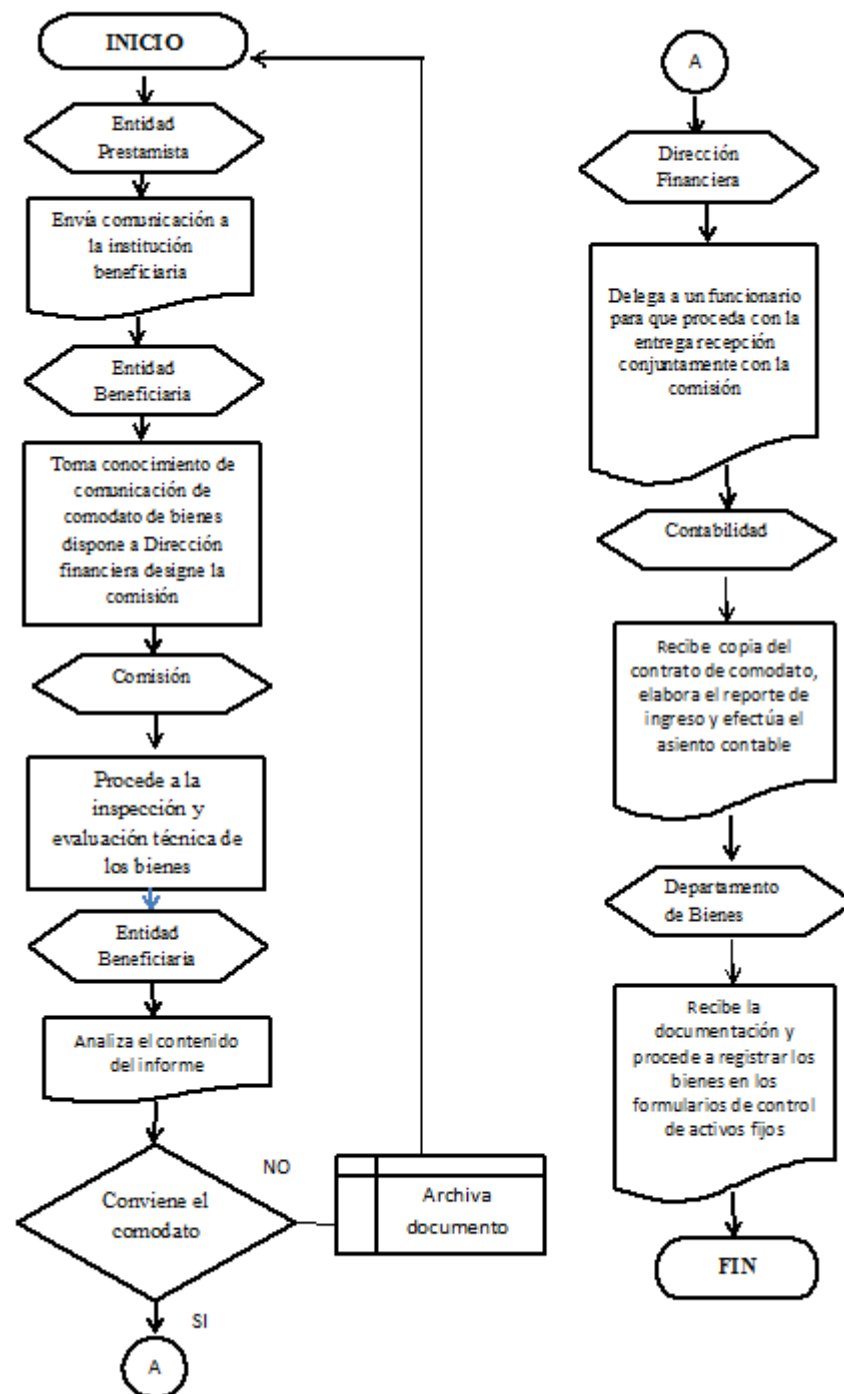 INICIO
Entidad
Prestamista
Envía comunicación a
la institución
beneficiaria
Entidad
Beneficiaria
Toma conocimiento de
comunicación de
comodato de bienes
dispone a Dirección
financiera designe la
comisión
Comisión
Procede a la
inspección y
evaluación técnica de
los bienes
Entidad
Beneficiaria
Analiza el contenido
del informe
Conviene el
comodato
NO
Archiva
documento
SI
A
A
Dirección
Financiera
Delega a un funcionario
para que proceda con la
entrega recepción
conjuntamente con la
comisión
Contabilidad
Recibe copia del
contrato de comodato,
elabora el reporte de
ingreso y efectúa el
asiento contable
Departamento
de Bienes
Recibe la
documentación y
procede a registrar los
bienes en los
formularios de control
de activos fijos
FIN